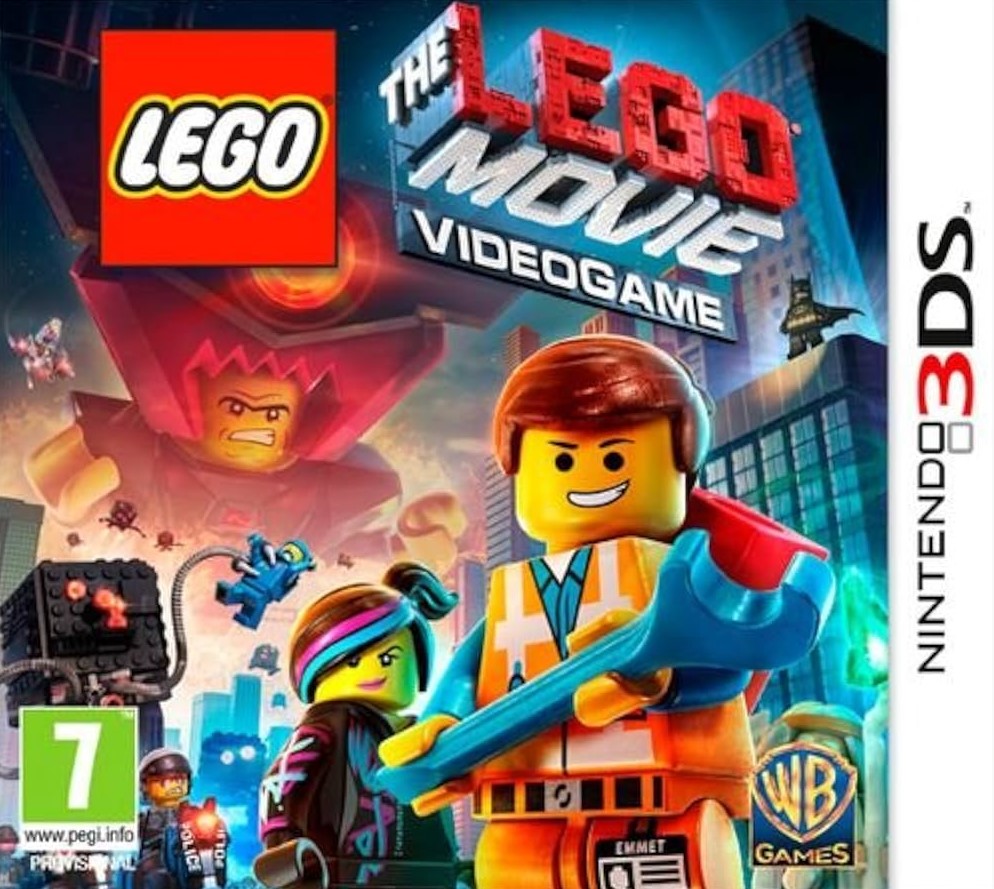 LEGO
THE LEGO
MOVIE
VIDEOGAME
NINTENDO 3DS
7
www.pegi.info
PROVISIONAL
POLICE
EMMET
WB
GAMES